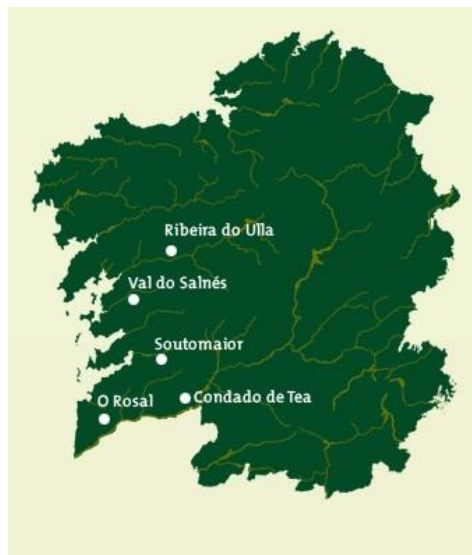 Ribeira do Ulla
Val do Salnés
Soutomaior
O Rosal
Condado de Tea